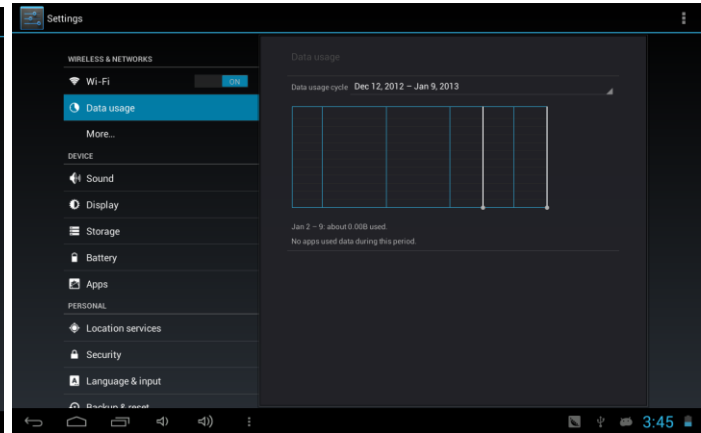 Settings
WIRELESS & NETWORKS
Wi-Fi ON
Data usage
More...
DEVICE
Sound
Display
Storage
Battery
Apps
PERSONAL
Location services
Security
Language & input
Backup & reset
Data usage
Data usage cycle Dec 12, 2012 – Jan 9, 2013
Jan 2 – 9: about 0.00B used.
No apps used data during this period.
3:45